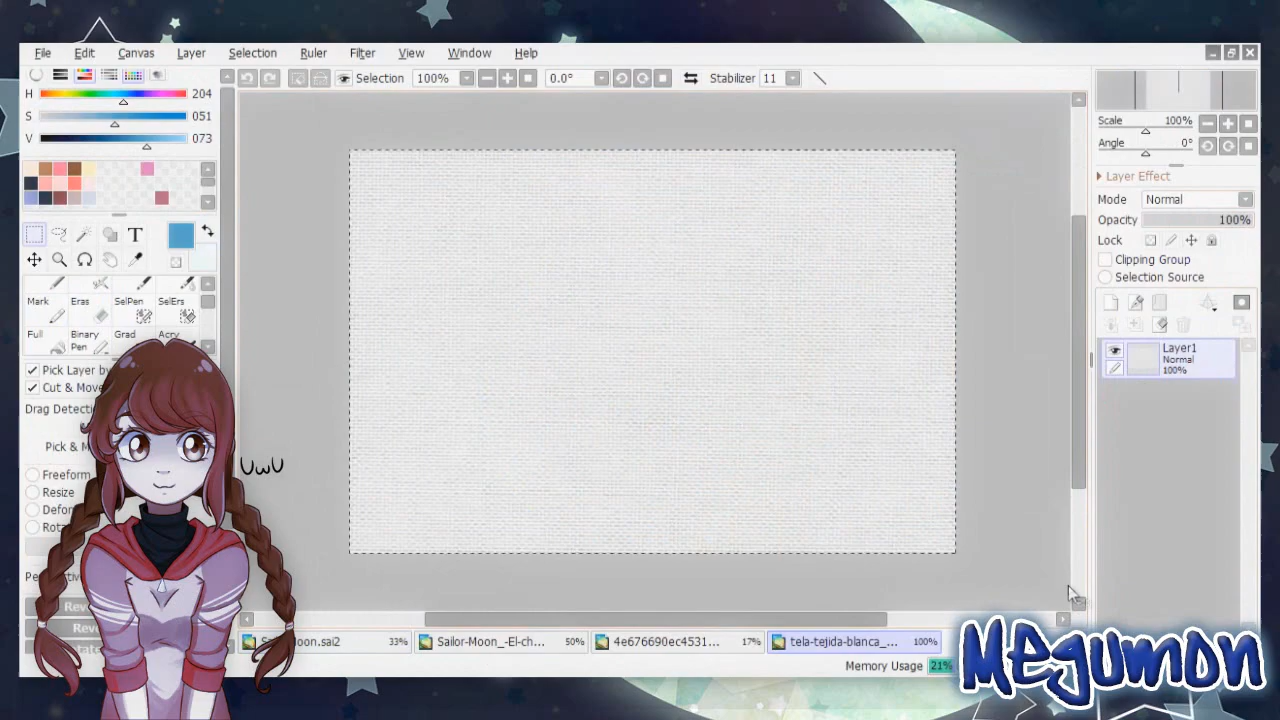 File Edit Canvas Layer Selection Ruler Filter View Window Help
Selection 100% 0.0° Stabilizer 11
H 204
S 051
V 073
T
Mark Eras SelPen SelErs
Full Binary Pen Grad Acry
Pick Layer by
Cut & Move
Drag
Pick &
Freeform
Resize
UwU
Scale 100%
Angle 0°
Layer Effect
Mode Normal
Opacity 100%
Lock
Clipping Group
Selection Source
Layer1
Normal
100%
33%
Sailor-Moon_-El-ch... 50%
4e676690ec4531... 17%
tela-tejida-blanca_... 100%
Memory Usage 21%
Megumon